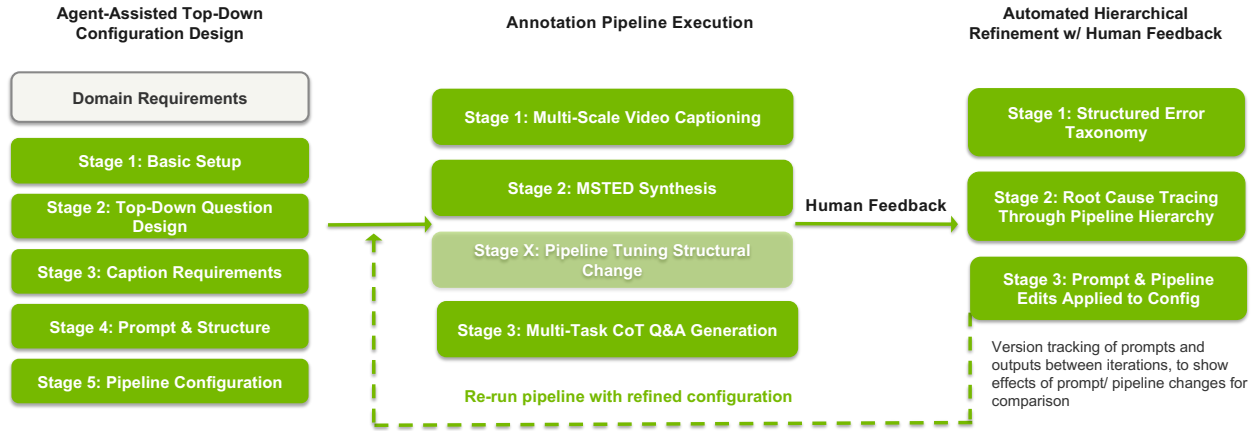 Agent-Assisted Top-Down
Configuration Design
Domain Requirements
Stage 1: Basic Setup
Stage 2: Top-Down Question
Design
Stage 3: Caption Requirements
Stage 4: Prompt & Structure
Stage 5: Pipeline Configuration
Annotation Pipeline Execution
Stage 1: Multi-Scale Video Captioning
Stage 2: MSTED Synthesis
Stage X: Pipeline Tuning Structural
Change
Stage 3: Multi-Task CoT Q&A Generation
Re-run pipeline with refined configuration
Human Feedback
Automated Hierarchical
Refinement w/ Human Feedback
Stage 1: Structured Error
Taxonomy
Stage 2: Root Cause Tracing
Through Pipeline Hierarchy
Stage 3: Prompt & Pipeline
Edits Applied to Config
Version tracking of prompts and
outputs between iterations, to show
effects of prompt/ pipeline changes for
comparison